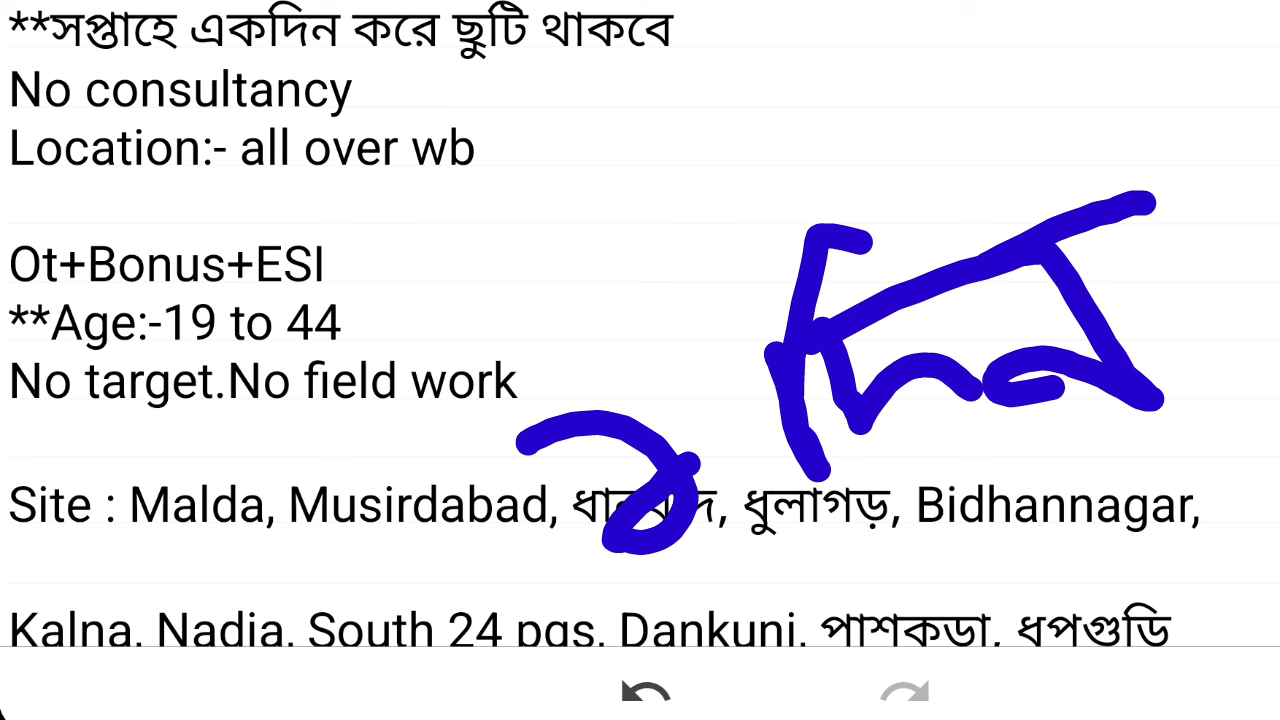 **সপ্তাহে একদিন করে ছুটি থাকবে
No consultancy
Location:- all over wb
Ot+Bonus+ESI
**Age:-19 to 44
No target.No field work
Site : Malda, Musirdabad, ধুলাগড়, Bidhannagar,
Kalna, Nadia, South 24 pgs, Dankuni, পাশকুড়া, ধুপগুড়ি